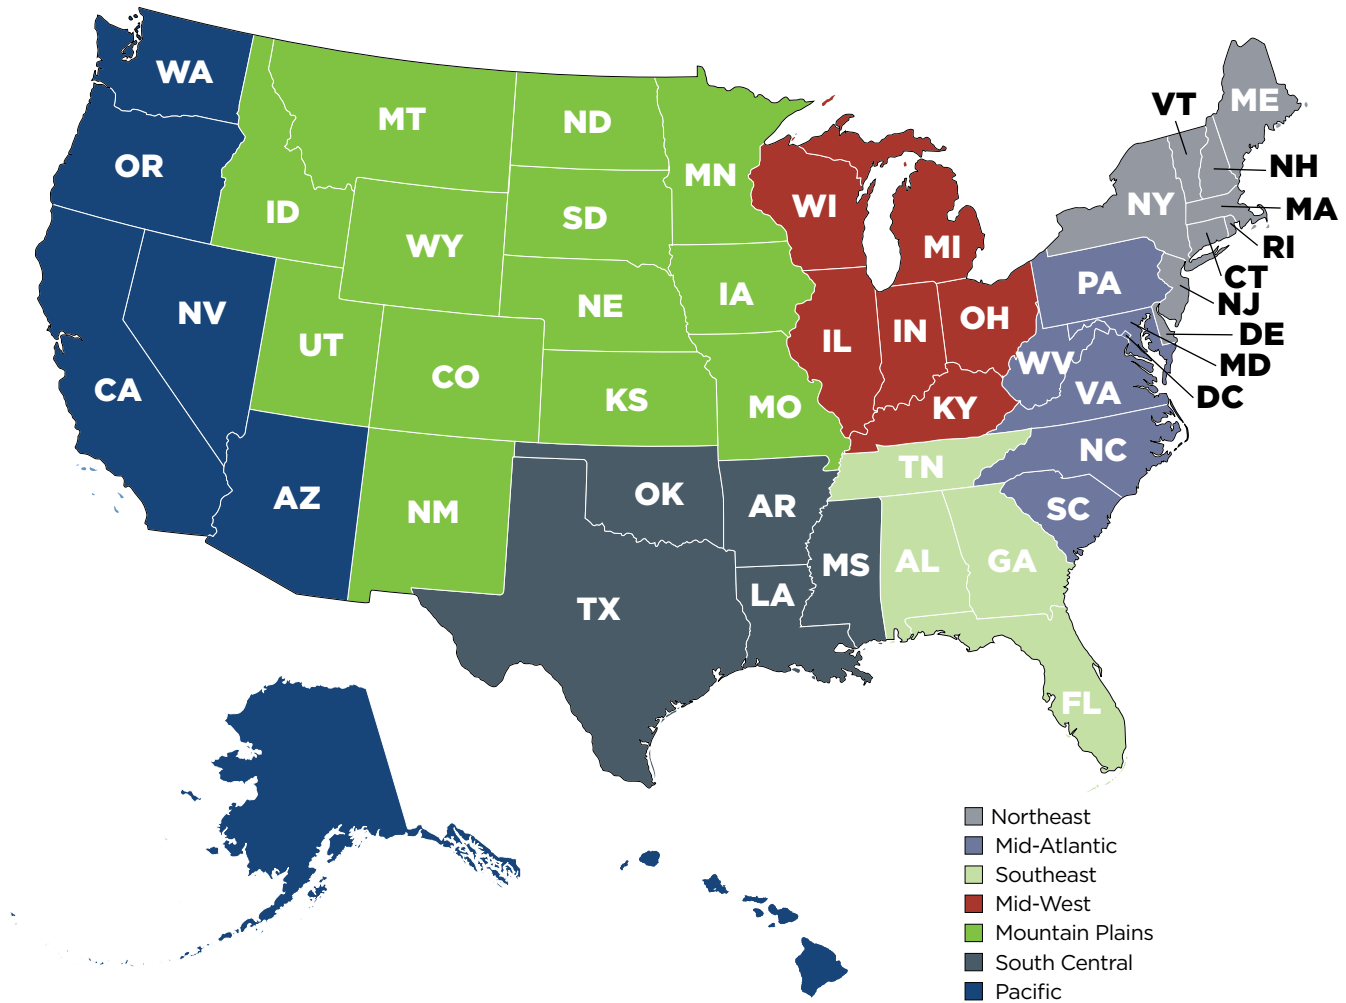 WA
MT
ND
MN
VT
ME
OR
ID
WY
SD
WI
MI
NY
NH
MA
RI
CT
NJ
DE
MD
DC
NV
UT
CO
NE
IA
IL
IN
OH
PA
CA
KS
MO
KY
WV
VA
AZ
NM
OK
AR
TN
NC
SC
TX
LA
MS
AL
GA
FL
Northeast
Mid-Atlantic
Southeast
Mid-West
Mountain Plains
South Central
Pacific